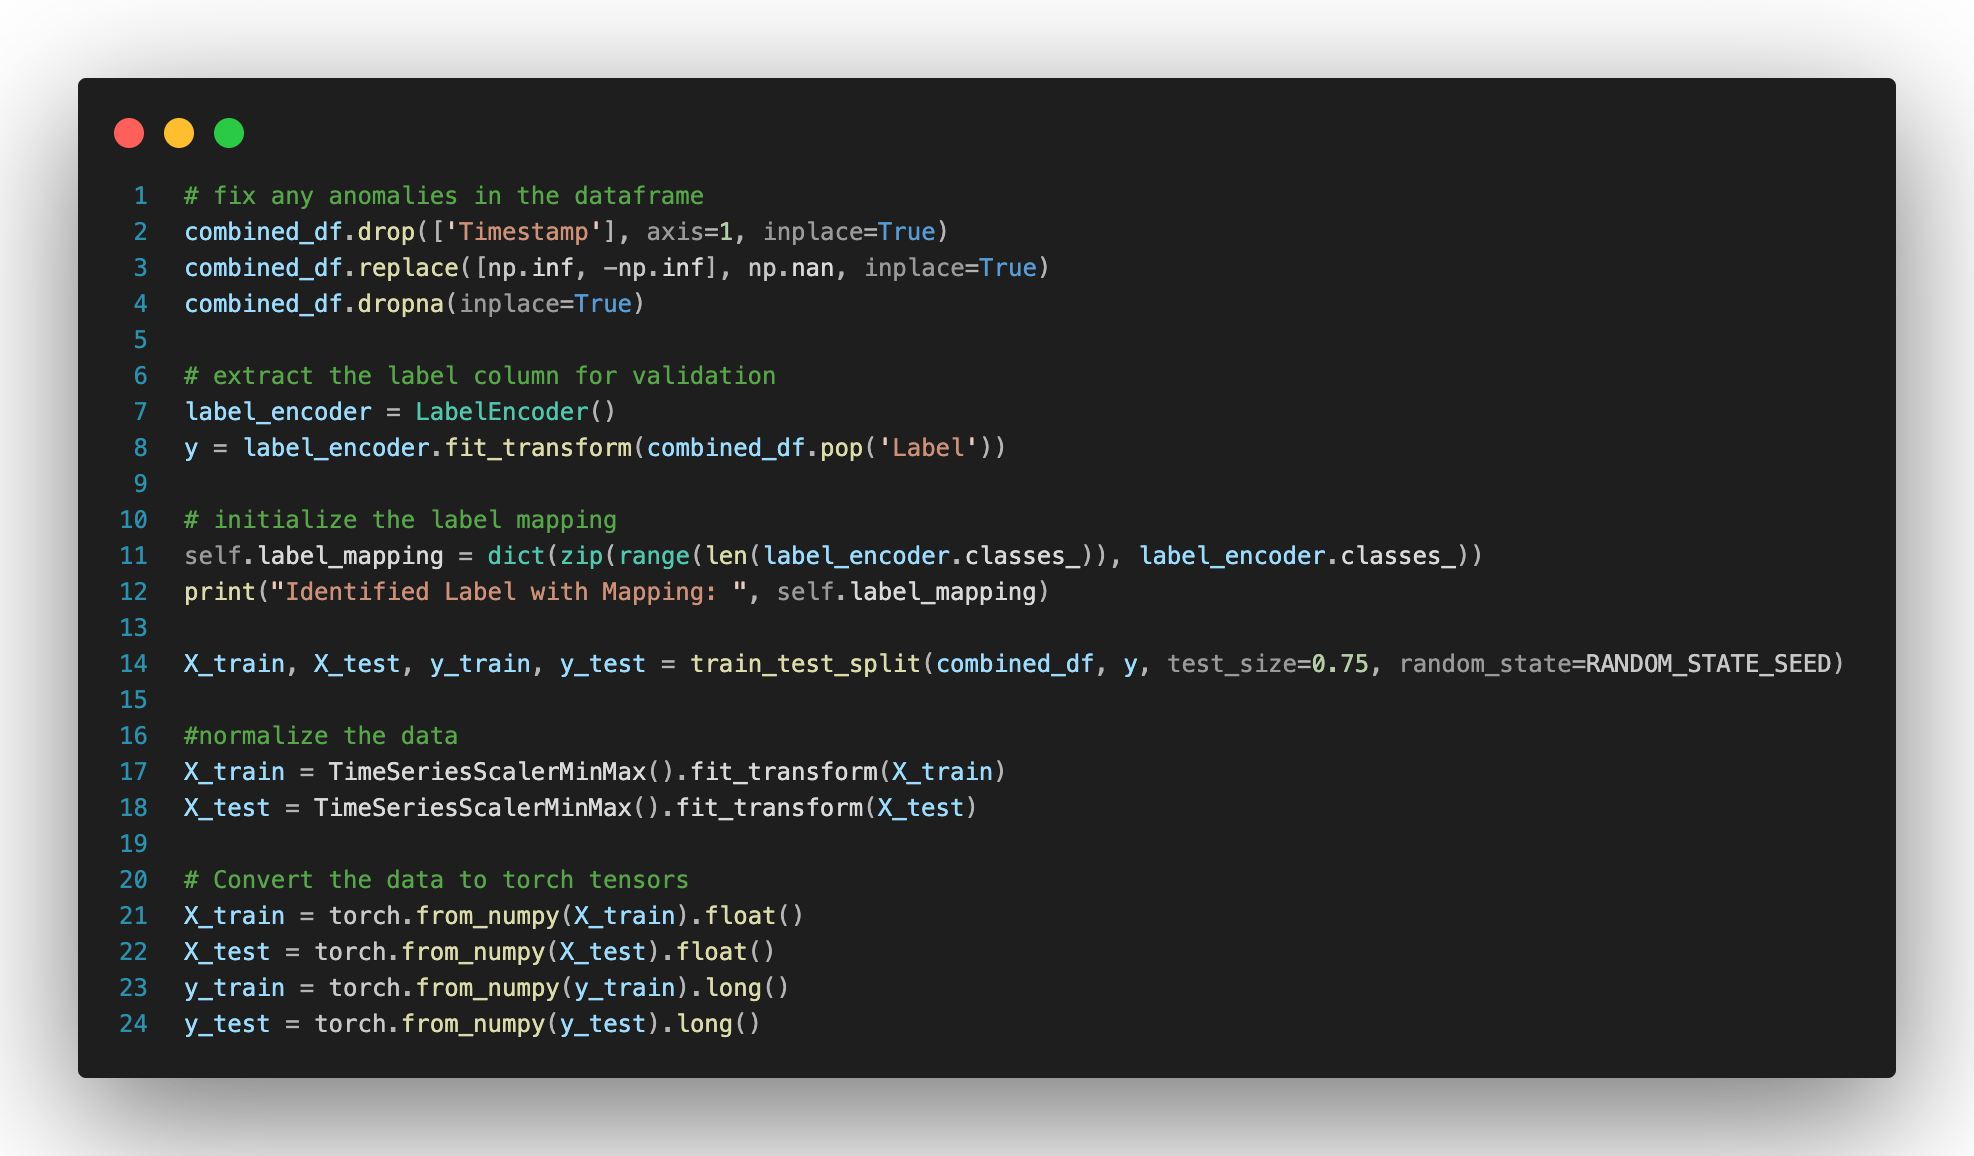 1 # fix any anomalies in the dataframe
2 combined_df.drop(['Timestamp'], axis=1, inplace=True)
3 combined_df.replace([np.inf, -np.inf], np.nan, inplace=True)
4 combined_df.dropna(inplace=True)
5
6 # extract the label column for validation
7 label_encoder = LabelEncoder()
8 y = label_encoder.fit_transform(combined_df.pop('Label'))
9
10 # initialize the label mapping
11 self.label_mapping = dict(zip(range(len(label_encoder.classes_)), label_encoder.classes_))
12 print("Identified Label with Mapping: ", self.label_mapping)
13
14 X_train, X_test, y_train, y_test = train_test_split(combined_df, y, test_size=0.75, random_state=RANDOM_STATE_SEED)
15
16 #normalize the data
17 X_train = TimeSeriesScalerMinMax().fit_transform(X_train)
18 X_test = TimeSeriesScalerMinMax().fit_transform(X_test)
19
20 # Convert the data to torch tensors
21 X_train = torch.from_numpy(X_train).float()
22 X_test = torch.from_numpy(X_test).float()
23 y_train = torch.from_numpy(y_train).long()
24 y_test = torch.from_numpy(y_test).long()